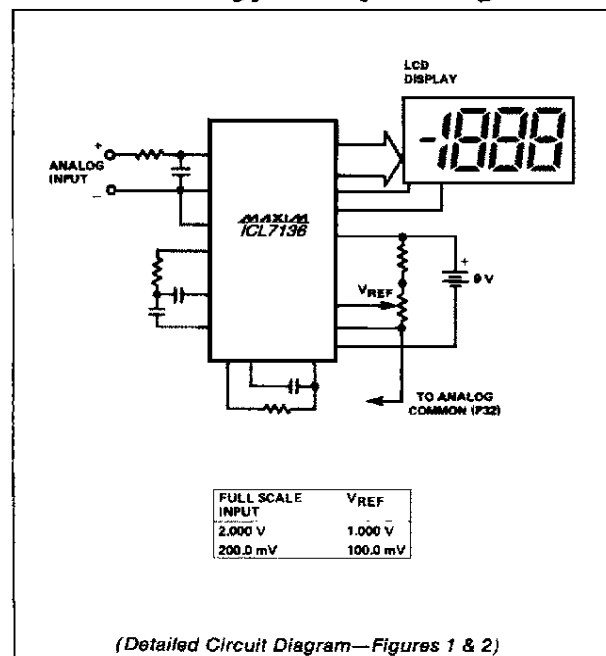 LCD
DISPLAY
-1888
+
ANALOG
INPUT
–
MAXIM
ICL7136
+
9 V
VREF
TO ANALOG
COMMON (P32)
FULL SCALE INPUT VREF
2.000 V 1.000 V
200.0 mV 100.0 mV
(Detailed Circuit Diagram—Figures 1 & 2)